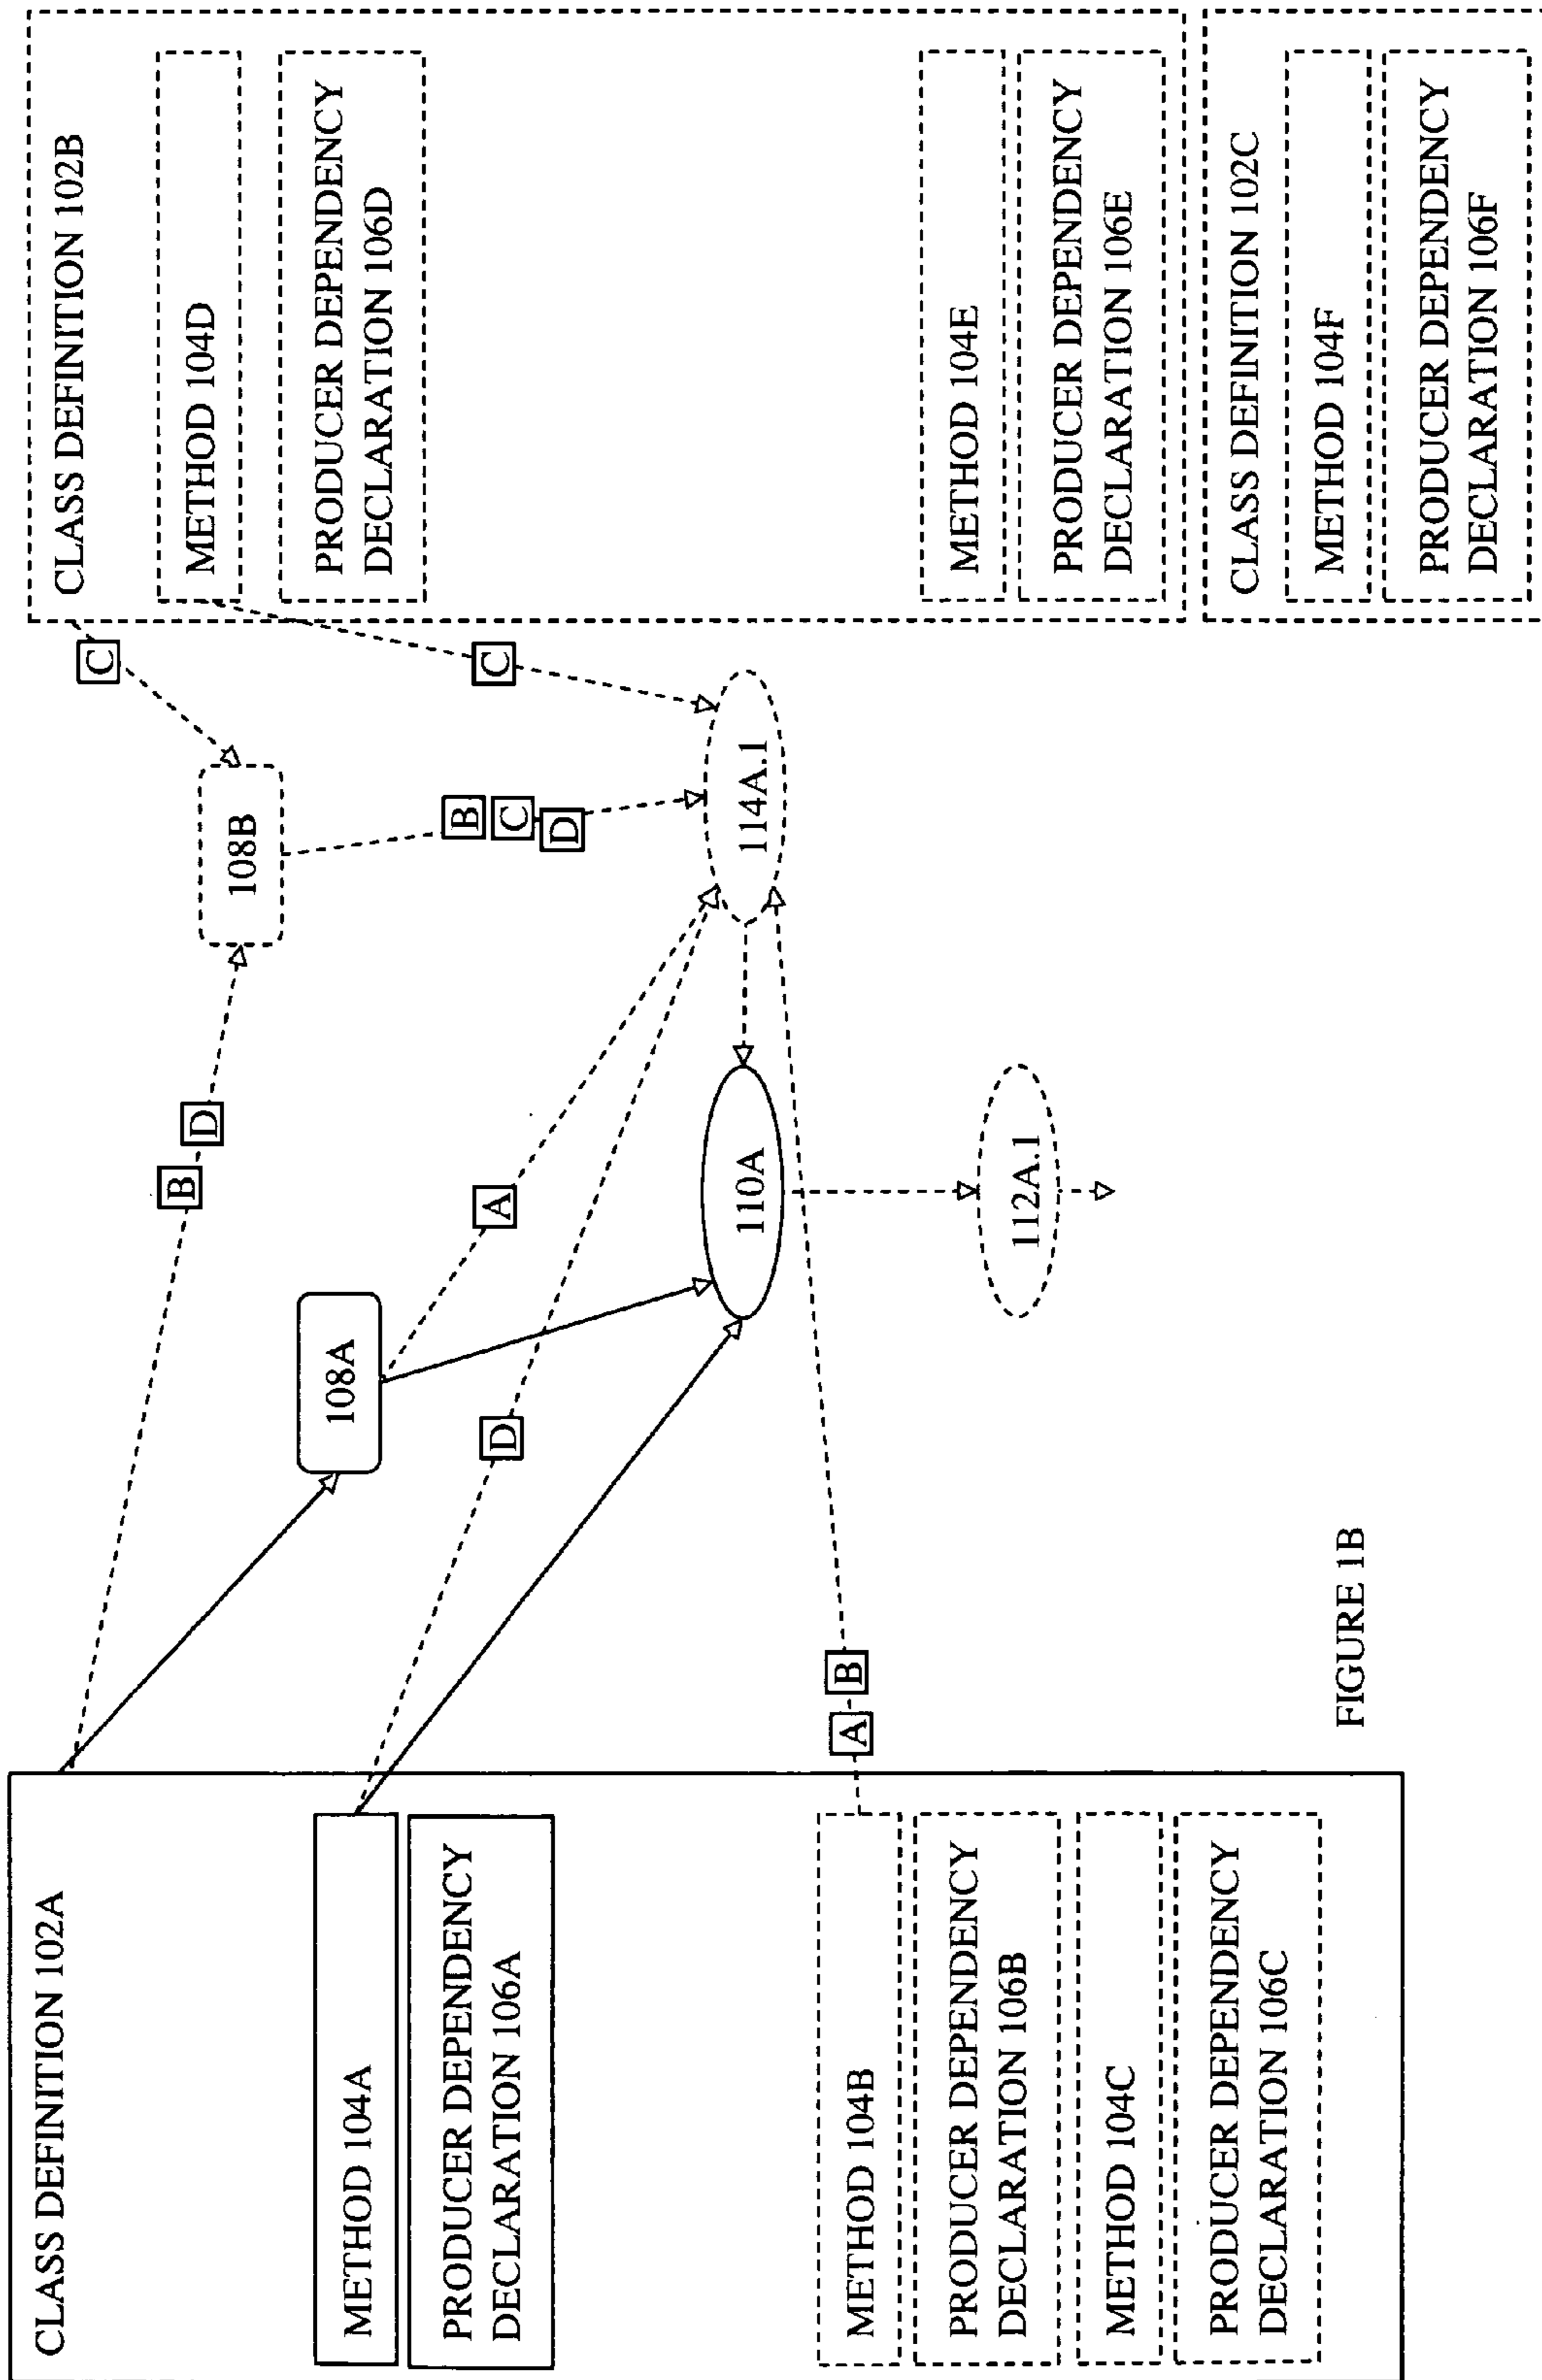 CLASS DEFINITION 102A
METHOD 104A
PRODUCER DEPENDENCY
DECLARATION 106A
METHOD 104B
PRODUCER DEPENDENCY
DECLARATION 106B
METHOD 104C
PRODUCER DEPENDENCY
DECLARATION 106C
B
D
108A
A
D
A
B
110A
112A.1
108B
B
C
D
114A.1
C
C
CLASS DEFINITION 102B
METHOD 104D
PRODUCER DEPENDENCY
DECLARATION 106D
METHOD 104E
PRODUCER DEPENDENCY
DECLARATION 106E
CLASS DEFINITION 102C
METHOD 104F
PRODUCER DEPENDENCY
DECLARATION 106F
FIGURE 1B